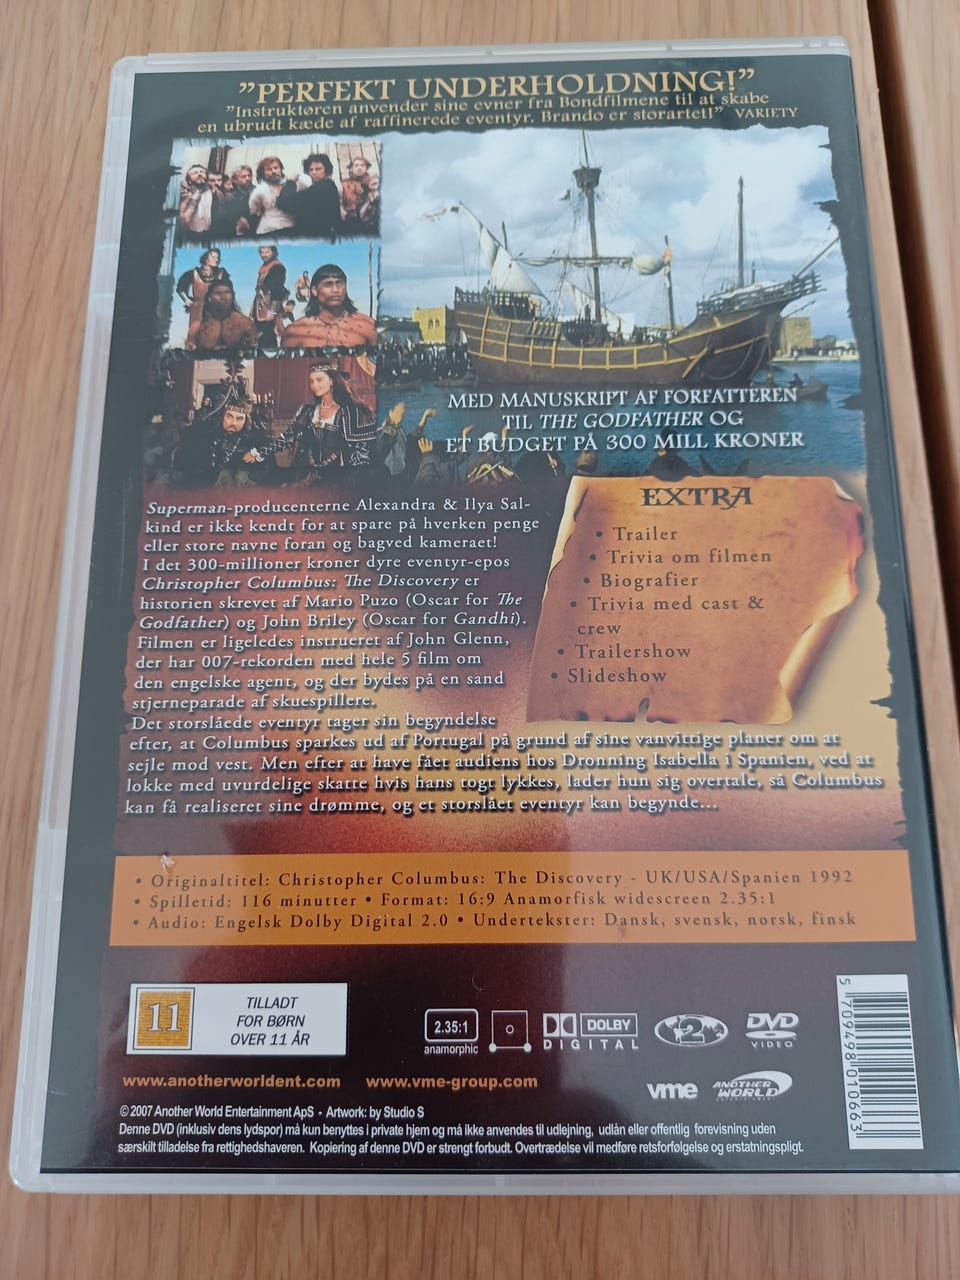 ”PERFEKT UNDERHOLDNING!”
”Instruktøren anvender sine evner fra Bondfilmene til at skabe
en ubrudt kæde af raffinerede eventyr. Brando er størartet!” VARIETY
MED MANUSKRIPT AF FORFATTEREN
TIL THE GODFATHER OG
ET BUDGET PÅ 300 MILL KRONER
Superman-producenterne Alexandra & Ilya Sal-
kind er ikke kendt for at spare på hverken penge
eller store navne foran og bagved kameraet!
I det 300-millioner kroner dyre eventyr-epos
Christopher Columbus: The Discovery er
historien skrevet af Mario Puzo (Oscar for The
Godfather) og John Briley (Oscar for Gandhi).
Filmen er ligeledes instrueret af John Glenn,
der har 007-rekorden med hele 5 film om
den engelske agent, og der bydes på en sand
stjerneparade af skuespillere.
Det storslåede eventyr tager sin begyndelse
efter, at Columbus sparkes ud af Portugal på grund af sine vanvittige planer om at
sejle mod vest. Men efter at have fået audiens hos Dronning Isabella i Spanien, ved at
lokke med uvurdelige skatte hvis hans togt lykkes, lader hun sig overtale, så Columbus
kan få realiseret sine drømme, og et storslået eventyr kan begynde...
EXTRA
• Trailer
• Trivia om filmen
• Biografier
• Trivia med cast &
crew
• Trailershow
• Slideshow
• Originaltitel: Christopher Columbus: The Discovery - UK/USA/Spanien 1992
• Spilletid: 116 minutter • Format: 16:9 Anamorfisk widescreen 2.35:1
• Audio: Engelsk Dolby Digital 2.0 • Undertekster: Dansk, svensk, norsk, finsk
11
TILLADT
FOR BØRN
OVER 11 ÅR
2.35:1
anamorphic
DOLBY
DIGITAL
2
DVD
VIDEO
www.anotherworldent.com www.vme-group.com
vme
ANOTHER
WORLD
ENTERTAINMENT
© 2007 Another World Entertainment ApS - Artwork: by Studio S
Denne DVD (inklusiv dens lydspor) må kun benyttes i private hjem og må ikke anvendes til udlejning, udlån eller offentlig forevisning uden
særskilt tilladelse fra rettighedshaveren. Kopiering af denne DVD er strengt forbudt. Overtrædelse vil medføre retsforfølgelse og erstatningspligt.
5 709498 010663